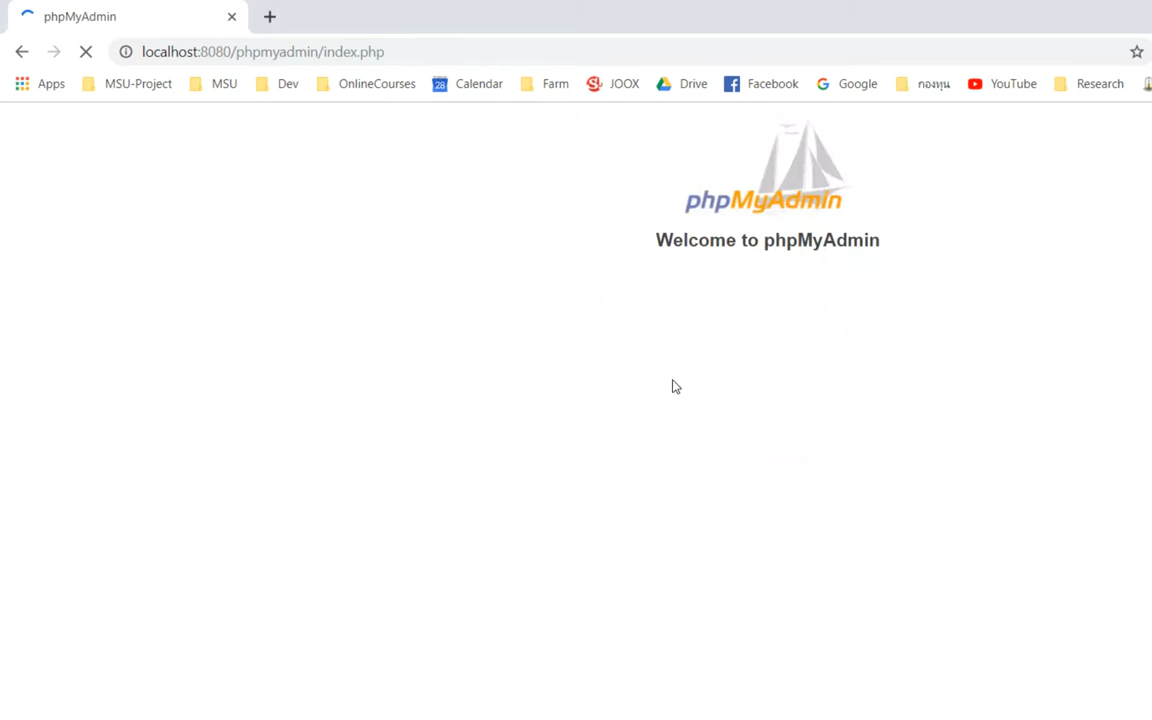 phpMyAdmin
localhost:8080/phpmyadmin/index.php
Apps MSU-Project MSU Dev OnlineCourses 28 Calendar Farm JOOX Drive Facebook Google กองทุน YouTube Research
phpMyAdmin
Welcome to phpMyAdmin